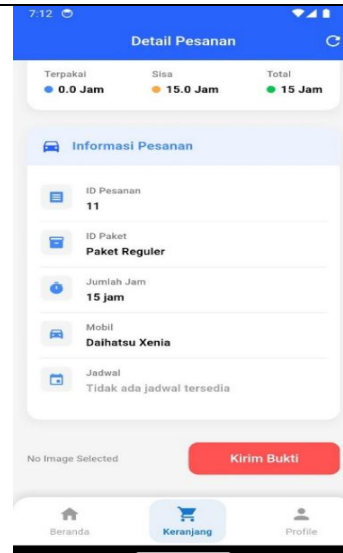 7:12
Detail Pesanan
Terpakai Sisa Total
0.0 Jam 15.0 Jam 15 Jam
Informasi Pesanan
ID Pesanan
11
ID Paket
Paket Reguler
Jumlah Jam
15 jam
Mobil
Daihatsu Xenia
Jadwal
Tidak ada jadwal tersedia
No Image Selected Kirim Bukti
Beranda Keranjang Profile